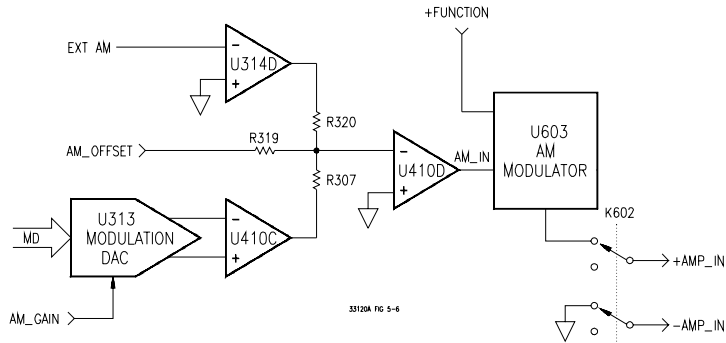 +FUNCTION
EXT AM
-
+
U314D
R320
U603
AM
MODULATOR
R319
AM_OFFSET
-
+
U410D
AM_IN
R307
K602
U313
MODULATION
DAC
MD
-
+
U410C
+AMP_IN
AM_GAIN
33120A FIG 5-6
-AMP_IN